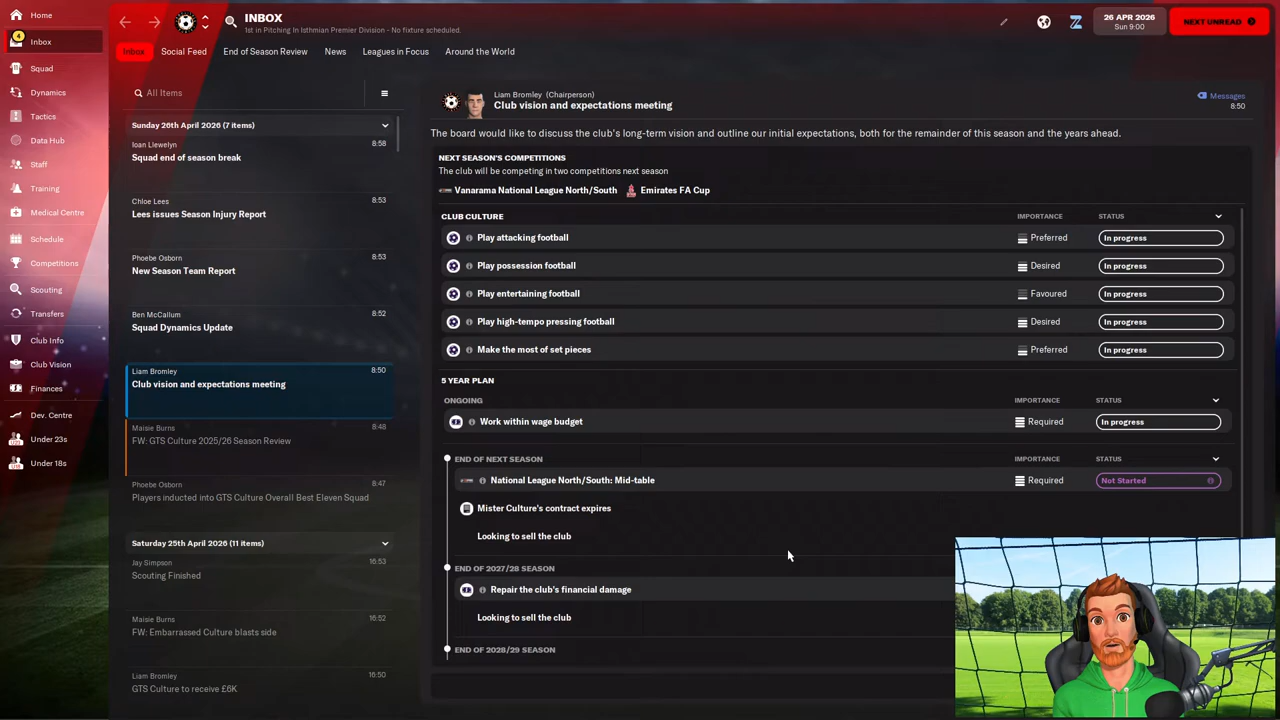 Home
4
Inbox
Squad
Dynamics
Tactics
Data Hub
Staff
Training
Medical Centre
Schedule
Competitions
Scouting
Transfers
Club Info
Club Vision
Finances
Dev. Centre
Under 23s
Under 18s
INBOX
1st in Pitching In Isthmian Premier Division - No fixture scheduled.
26 APR 2026
Sun 9:00
NEXT UNREAD
Inbox Social Feed End of Season Review News Leagues in Focus Around the World
All Items
Sunday 26th April 2026 (7 items)
Ioan Llewelyn 8:58
Squad end of season break
Chloe Lees 8:53
Lees issues Season Injury Report
Phoebe Osborn 8:53
New Season Team Report
Ben McCallum 8:52
Squad Dynamics Update
Liam Bromley 8:50
Club vision and expectations meeting
Maisie Burns 8:48
FW: GTS Culture 2025/26 Season Review
Phoebe Osborn 8:47
Players inducted into GTS Culture Overall Best Eleven Squad
Saturday 25th April 2026 (11 items)
Jay Simpson 16:53
Scouting Finished
Maisie Burns 16:52
FW: Embarrassed Culture blasts side
Liam Bromley 16:50
GTS Culture to receive £6K
Liam Bromley (Chairperson)
Club vision and expectations meeting
Messages
8:50
The board would like to discuss the club's long-term vision and outline our initial expectations, both for the remainder of this season and the years ahead.
NEXT SEASON'S COMPETITIONS
The club will be competing in two competitions next season
Vanarama National League North/South Emirates FA Cup
CLUB CULTURE IMPORTANCE STATUS
Play attacking football Preferred In progress
Play possession football Desired In progress
Play entertaining football Favoured In progress
Play high-tempo pressing football Desired In progress
Make the most of set pieces Preferred In progress
5 YEAR PLAN
ONGOING IMPORTANCE STATUS
Work within wage budget Required In progress
END OF NEXT SEASON IMPORTANCE STATUS
National League North/South: Mid-table Required Not Started
Mister Culture's contract expires
Looking to sell the club
END OF 2027/28 SEASON
Repair the club's financial damage
Looking to sell the club
END OF 2028/29 SEASON